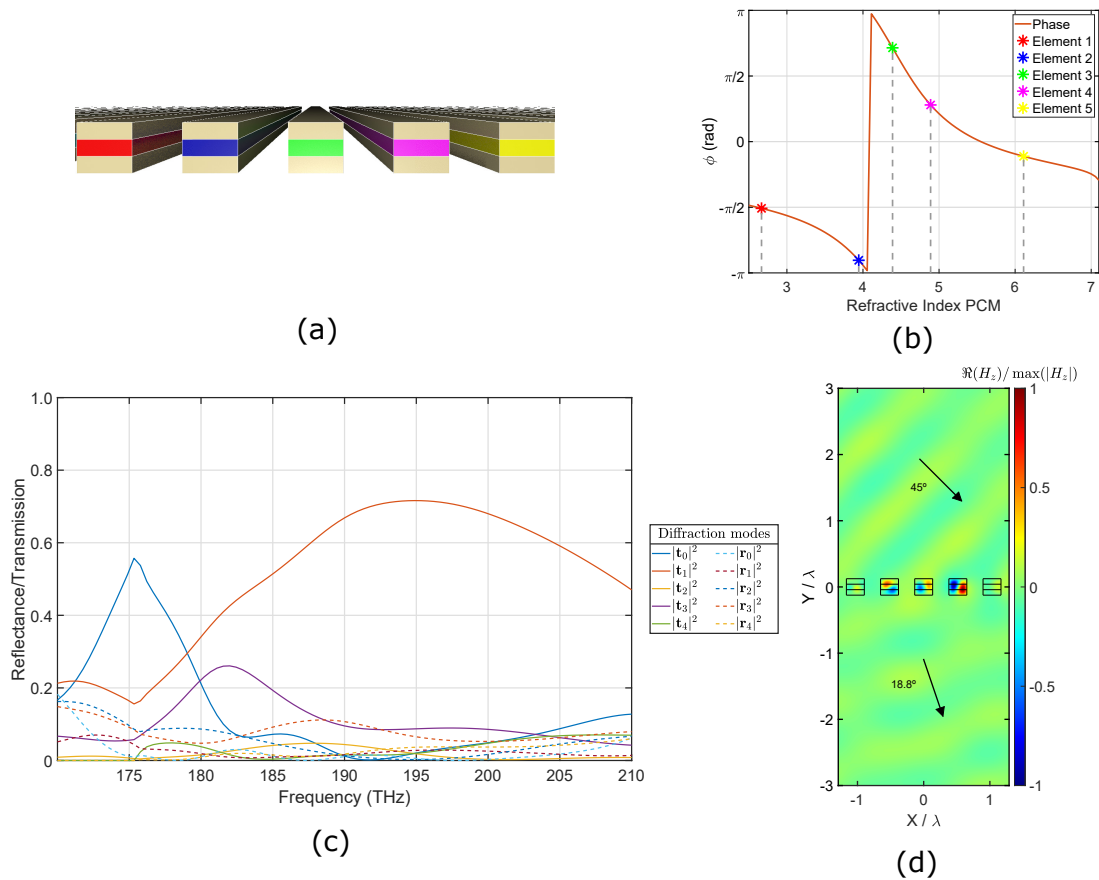 (a)
π
π/2
0
-π/2
-π
ϕ (rad)
3
4
5
6
7
Refractive Index PCM
Phase
Element 1
Element 2
Element 3
Element 4
Element 5
(b)
1.0
0.8
0.6
0.4
0.2
0
Reflectance/Transmission
175
180
185
190
195
200
205
210
Frequency (THz)
Diffraction modes
|t₀|² |r₀|²
|t₁|² |r₁|²
|t₂|² |r₂|²
|t₃|² |r₃|²
|t₄|² |r₄|²
(c)
ℜ(H_z)/ max(|H_z|)
3
2
1
0
-1
-2
-3
Y / λ
45º
18.8º
-1
0
1
X / λ
1
0.5
0
-0.5
-1
(d)